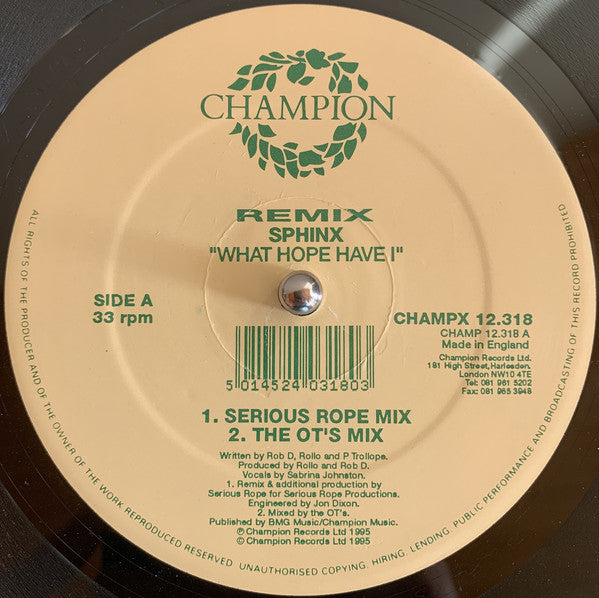 CHAMPION
REMIX
SPHINX
"WHAT HOPE HAVE I"
SIDE A
33 rpm
CHAMPX 12.318
CHAMP 12.318 A
Made in England
Champion Records Ltd.
181 High Street, Harlesden.
London NW10 4TE
Tel: 081 961 5202
Fax: 081 965 3948
5 014524 031803
1. SERIOUS ROPE MIX
2. THE OT'S MIX
Written by Rob D, Rollo and P Trollope.
Produced by Rollo and Rob D.
Vocals by Sabrina Johnston.
1. Remix & additional production by
Serious Rope for Serious Rope Productions.
Engineered by Jon Dixon.
2. Mixed by the OT's.
Published by BMG Music/Champion Music.
℗ Champion Records Ltd 1995
© Champion Records Ltd 1995
ALL RIGHTS OF THE PRODUCER AND OF THE OWNER OF THE WORK REPRODUCED RESERVED. UNAUTHORISED COPYING, HIRING, LENDING, PUBLIC PERFORMANCE AND BROADCASTING OF THIS RECORD PROHIBITED